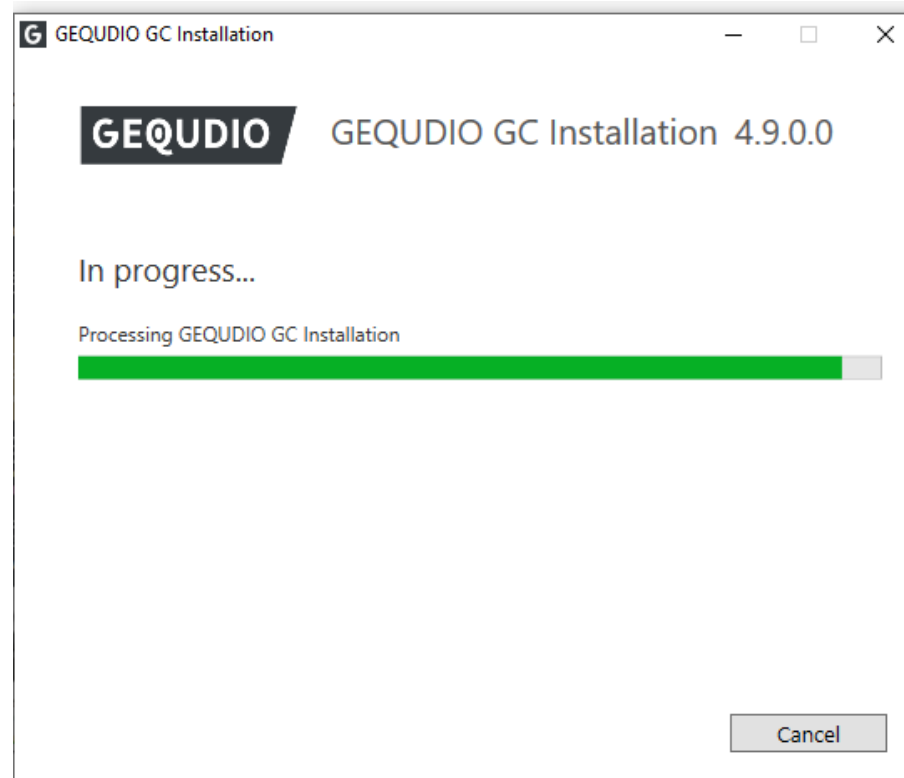 G GEQUDIO GC Installation
GEQUDIO GEQUDIO GC Installation 4.9.0.0
In progress...
Processing GEQUDIO GC Installation
Cancel